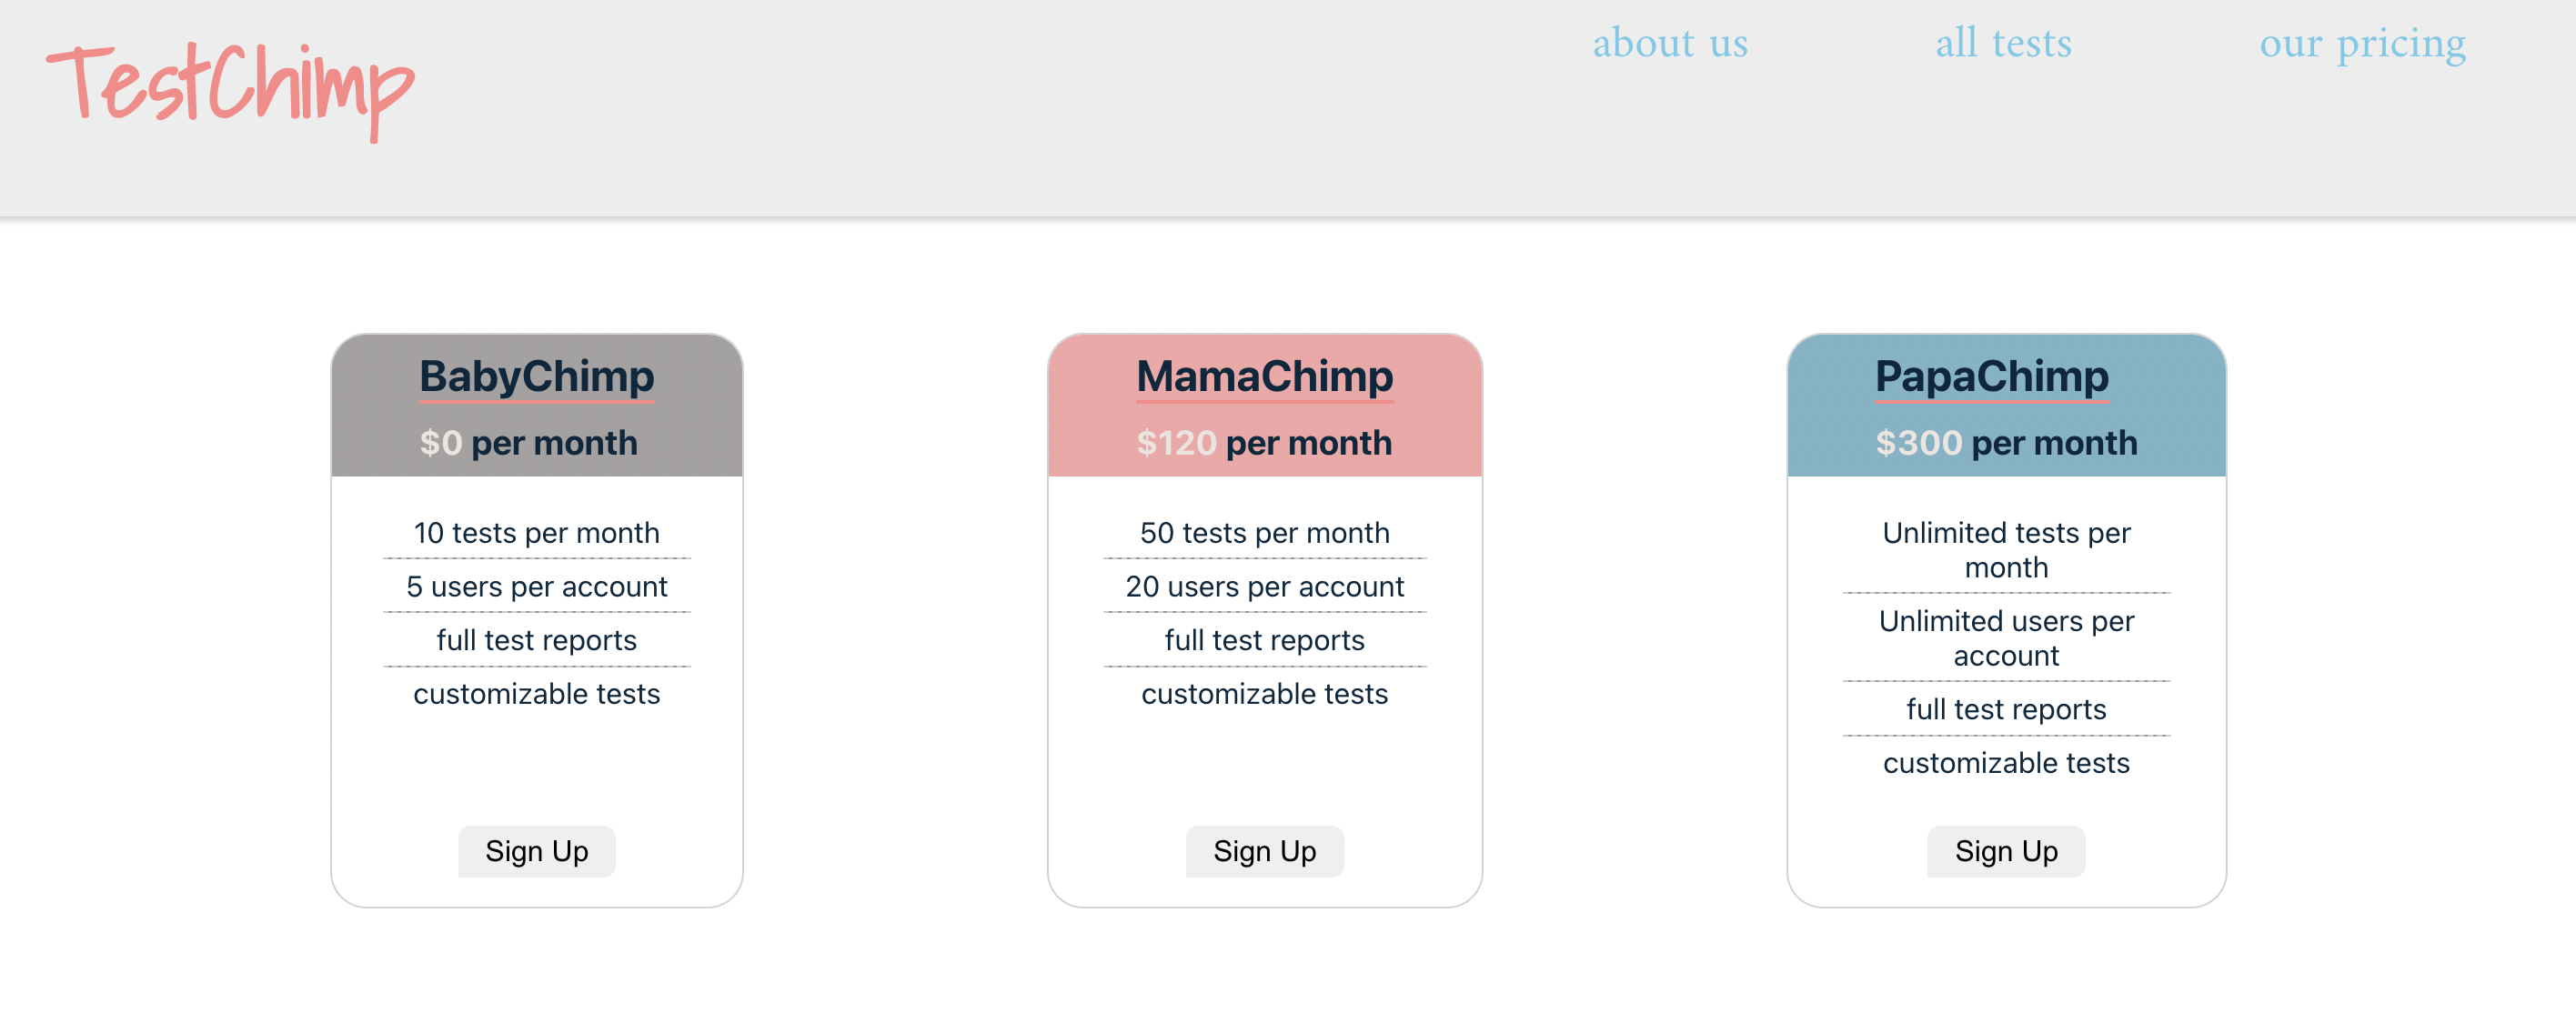 TestChimp
about us
all tests
our pricing
BabyChimp
$0 per month
10 tests per month
5 users per account
full test reports
customizable tests
Sign Up
MamaChimp
$120 per month
50 tests per month
20 users per account
full test reports
customizable tests
Sign Up
PapaChimp
$300 per month
Unlimited tests per
month
Unlimited users per
account
full test reports
customizable tests
Sign Up